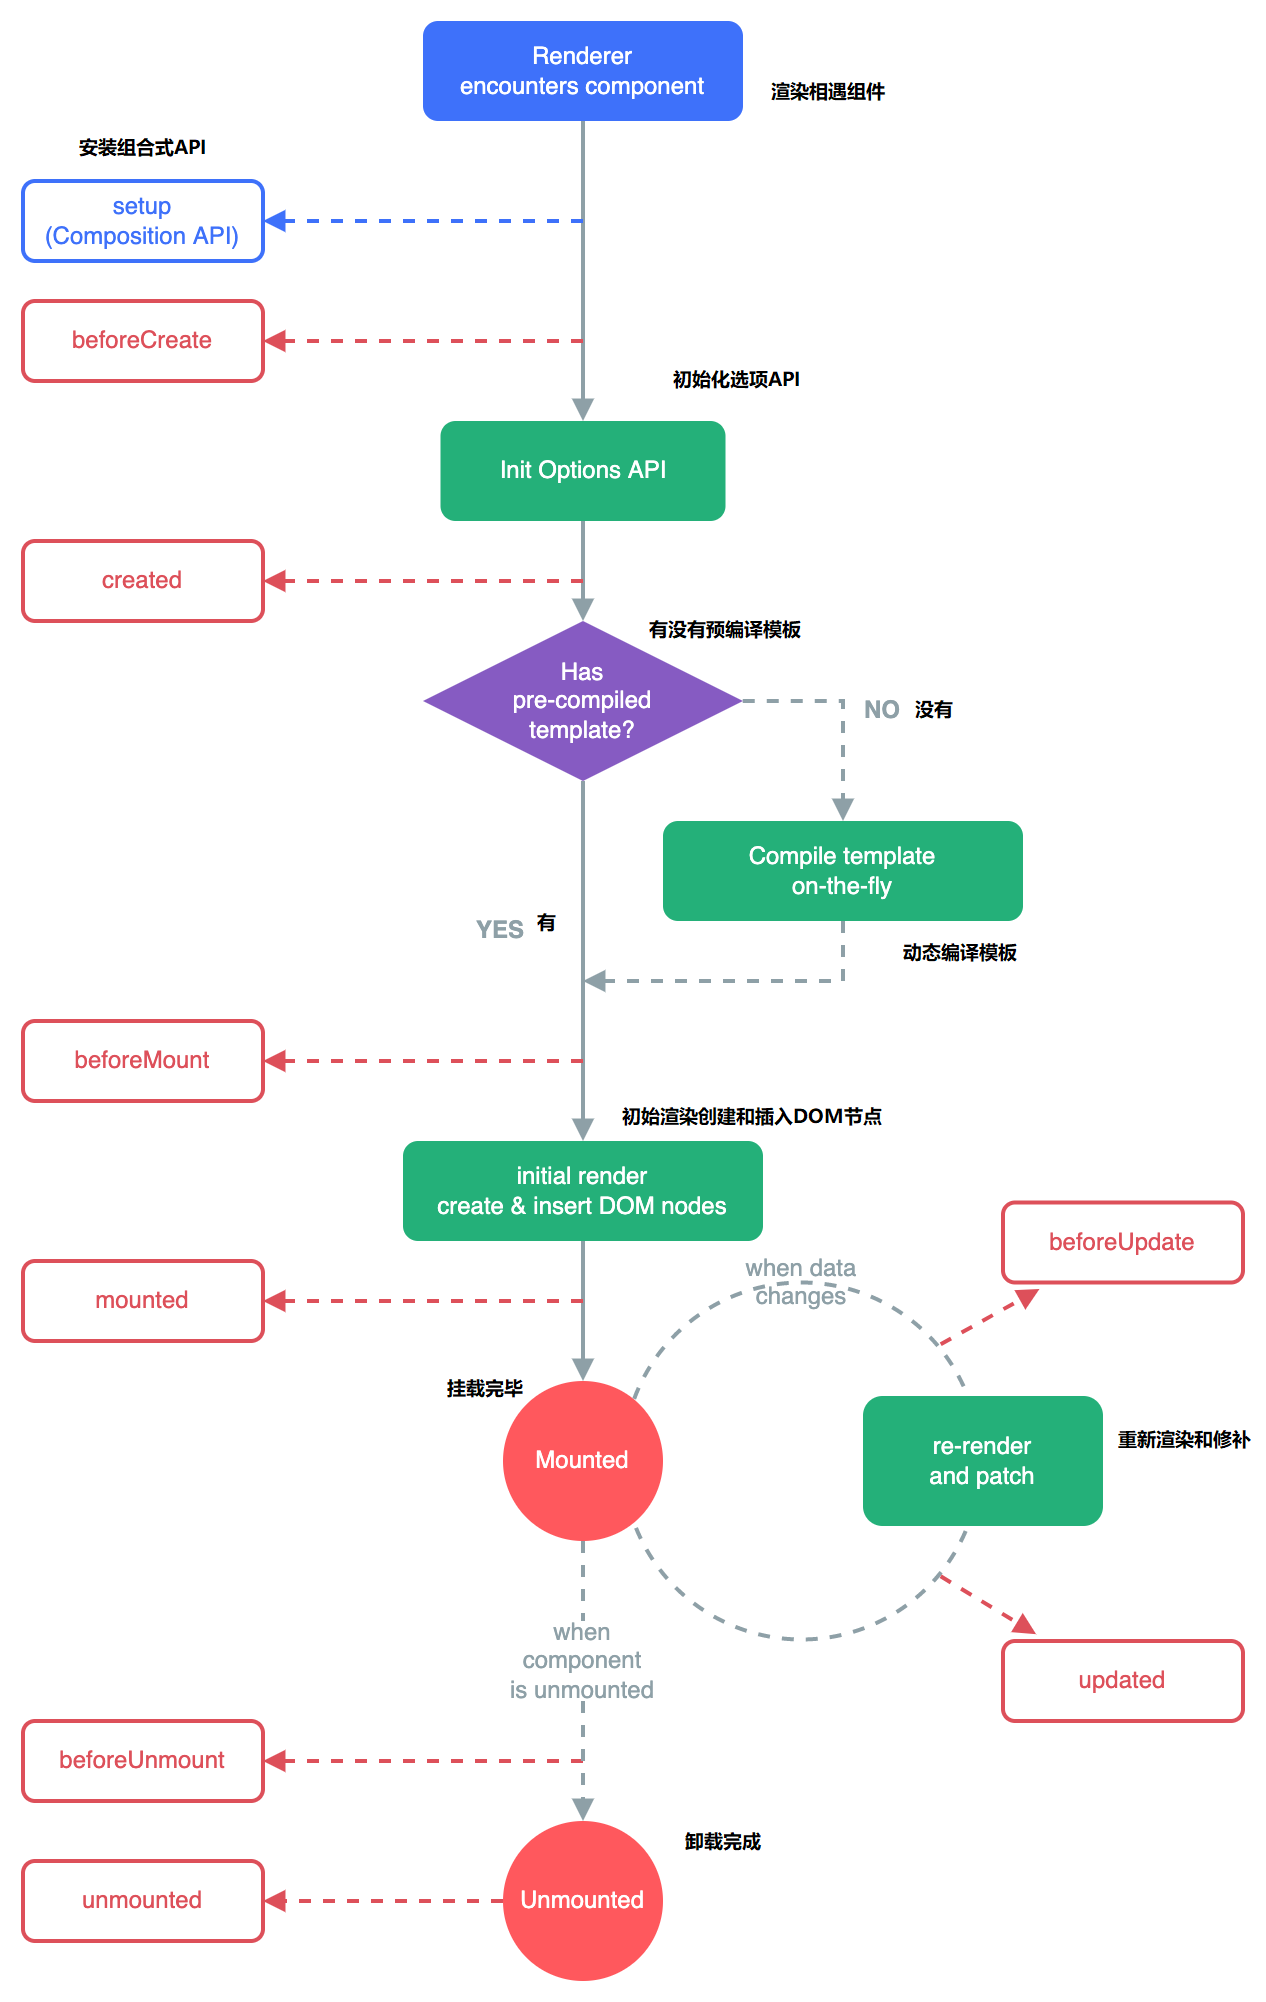 Renderer
encounters component
渲染相遇组件
安装组合式API
setup
(Composition API)
beforeCreate
初始化选项API
Init Options API
created
有没有预编译模板
Has
pre-compiled
template?
NO 没有
Compile template
on-the-fly
YES 有
动态编译模板
beforeMount
初始渲染创建和插入DOM节点
initial render
create & insert DOM nodes
beforeUpdate
when data
changes
mounted
挂载完毕
Mounted
re-render
and patch
重新渲染和修补
when
component
is unmounted
updated
beforeUnmount
卸载完成
unmounted
Unmounted